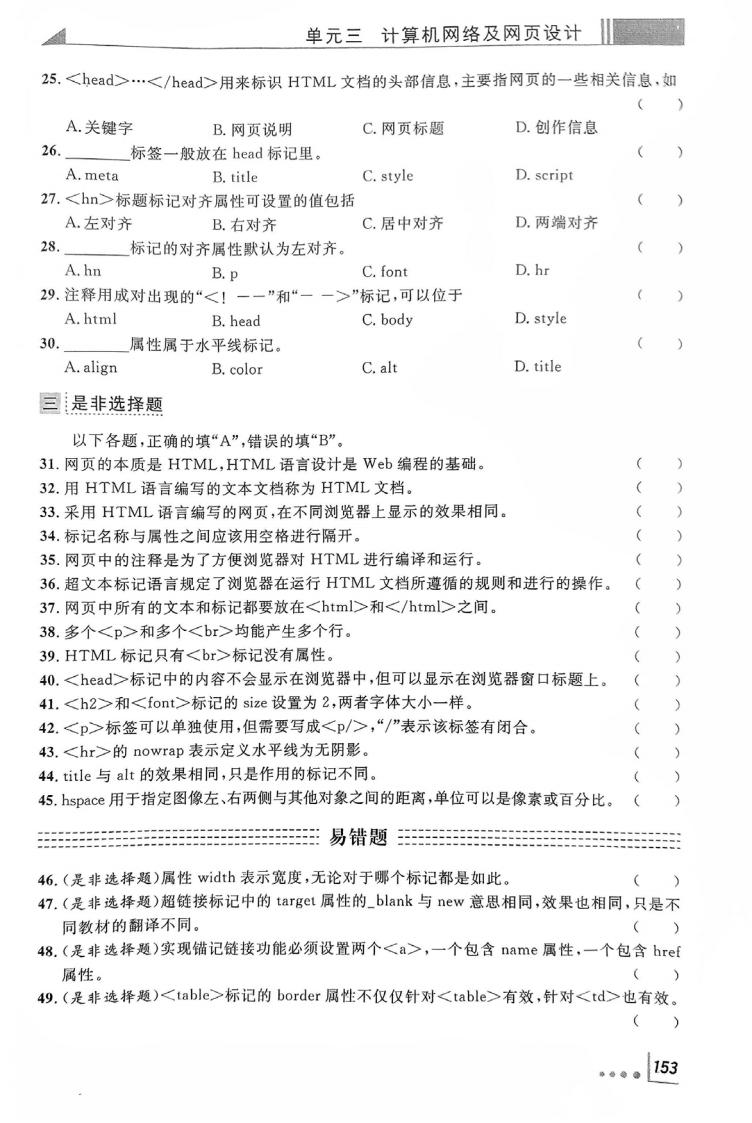 单元三 计算机网络及网页设计
25. <head>…</head>用来标识 HTML 文档的头部信息,主要指网页的一些相关信息,如
( )
A. 关键字 B. 网页说明 C. 网页标题 D. 创作信息
26. ______标签一般放在 head 标记里。 ( )
A. meta B. title C. style D. script
27. <hn>标题标记对齐属性可设置的值包括 ( )
A. 左对齐 B. 右对齐 C. 居中对齐 D. 两端对齐
28. ______标记的对齐属性默认为左对齐。 ( )
A. hn B. p C. font D. hr
29. 注释用成对出现的“<! −−”和“− −>”标记,可以位于 ( )
A. html B. head C. body D. style
30. ______属性属于水平线标记。 ( )
A. align B. color C. alt D. title
三 是非选择题
以下各题,正确的填“A”,错误的填“B”。
31. 网页的本质是 HTML,HTML 语言设计是 Web 编程的基础。 ( )
32. 用 HTML 语言编写的文本文档称为 HTML 文档。 ( )
33. 采用 HTML 语言编写的网页,在不同浏览器上显示的效果相同。 ( )
34. 标记名称与属性之间应该用空格进行隔开。 ( )
35. 网页中的注释是为了方便浏览器对 HTML 进行编译和运行。 ( )
36. 超文本标记语言规定了浏览器在运行 HTML 文档所遵循的规则和进行的操作。 ( )
37. 网页中所有的文本和标记都要放在<html>和</html>之间。 ( )
38. 多个<p>和多个<br>均能产生多个行。 ( )
39. HTML 标记只有<br>标记没有属性。 ( )
40. <head>标记中的内容不会显示在浏览器中,但可以显示在浏览器窗口标题上。 ( )
41. <h2>和<font>标记的 size 设置为 2,两者字体大小一样。 ( )
42. <p>标签可以单独使用,但需要写成<p/>,“/”表示该标签有闭合。 ( )
43. <hr>的 nowrap 表示定义水平线为无阴影。 ( )
44. title 与 alt 的效果相同,只是作用的标记不同。 ( )
45. hspace 用于指定图像左、右两侧与其他对象之间的距离,单位可以是像素或百分比。 ( )
易错题
46. (是非选择题)属性 width 表示宽度,无论对于哪个标记都是如此。 ( )
47. (是非选择题)超链接标记中的 target 属性的_blank 与 new 意思相同,效果也相同,只是不
同教材的翻译不同。 ( )
48. (是非选择题)实现锚记链接功能必须设置两个<a>,一个包含 name 属性,一个包含 href
属性。 ( )
49. (是非选择题)<table>标记的 border 属性不仅仅针对<table>有效,针对<td>也有效。
( )
153